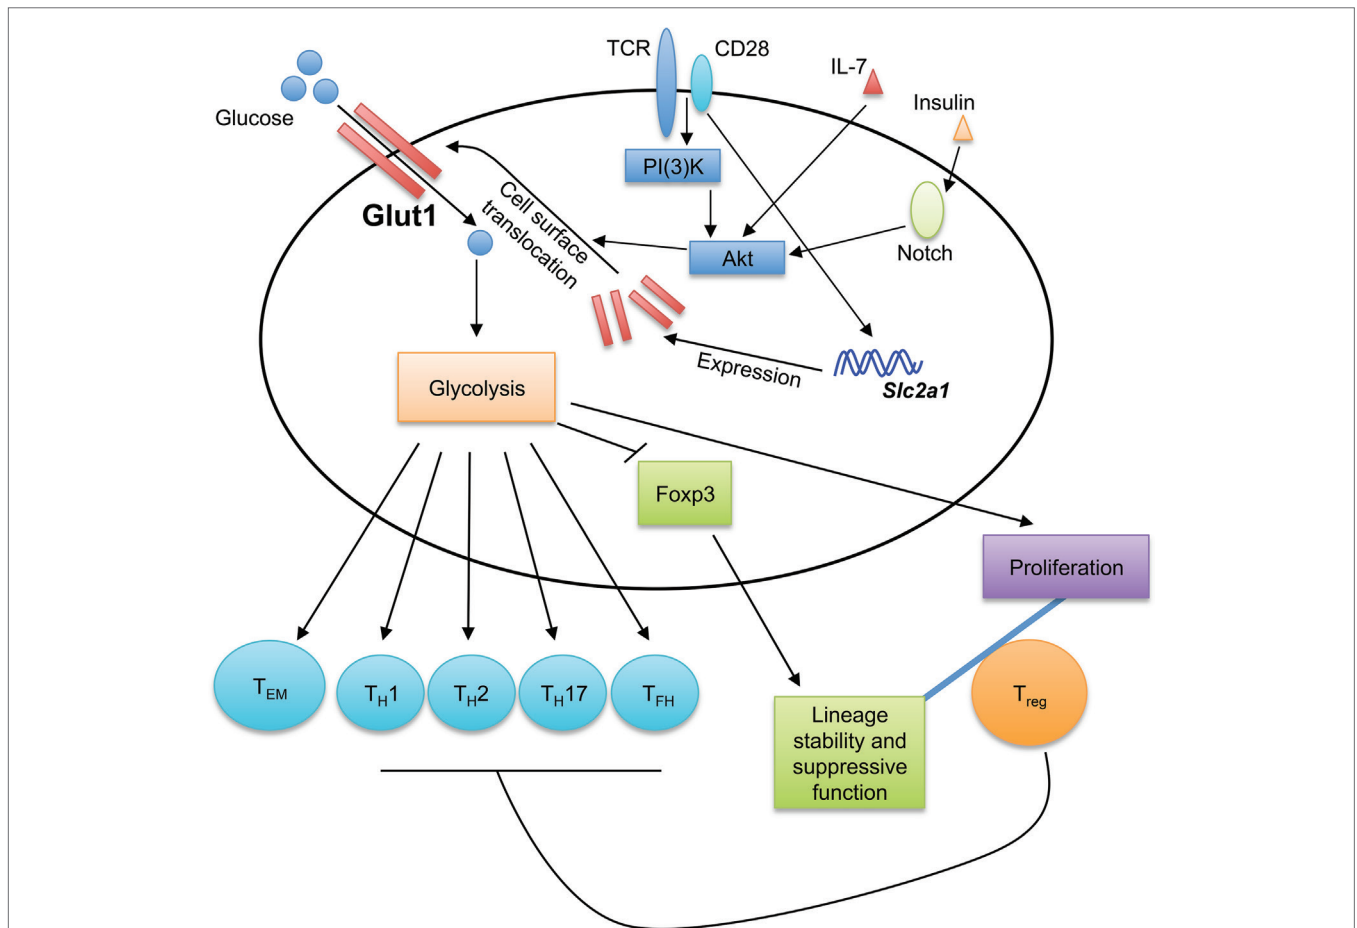 TCR
CD28
IL-7
Insulin
Glucose
PI(3)K
Glut1
Cell surface
translocation
Akt
Notch
Expression
Slc2a1
Glycolysis
Foxp3
Proliferation
TEM
TH1
TH2
TH17
TFH
Treg
Lineage
stability and
suppressive
function